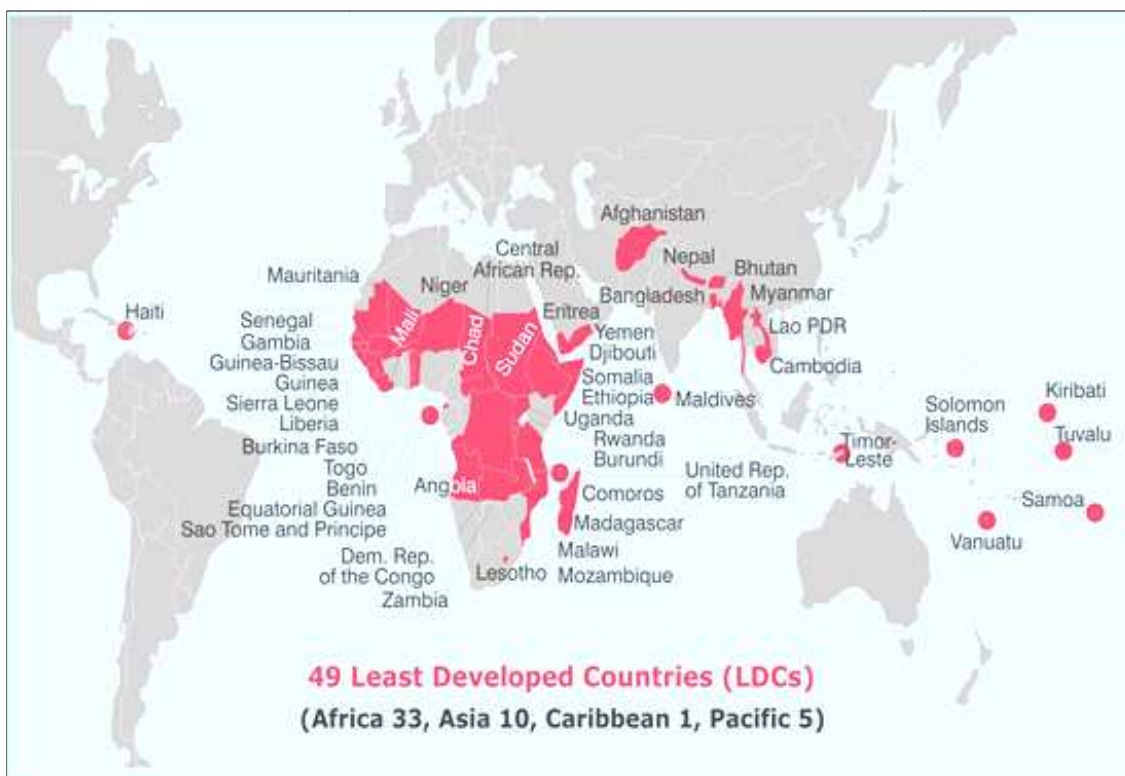 Afghanistan
Central
African Rep.
Nepal
Bhutan
Mauritania
Niger
Bangladesh
Myanmar
Haiti
Mali
Chad
Sudan
Eritrea
Senegal
Yemen
Lao PDR
Gambia
Djibouti
Guinea-Bissau
Cambodia
Guinea
Somalia
Sierra Leone
Ethiopia
Maldives
Kiribati
Liberia
Uganda
Solomon
Islands
Burkina Faso
Rwanda
Timor-
Leste
Tuvalu
Togo
Burundi
Benin
Angola
United Rep.
of Tanzania
Equatorial Guinea
Comoros
Samoa
Sao Tome and Principe
Madagascar
Vanuatu
Dem. Rep.
of the Congo
Malawi
Lesotho
Mozambique
Zambia
49 Least Developed Countries (LDCs)
(Africa 33, Asia 10, Caribbean 1, Pacific 5)